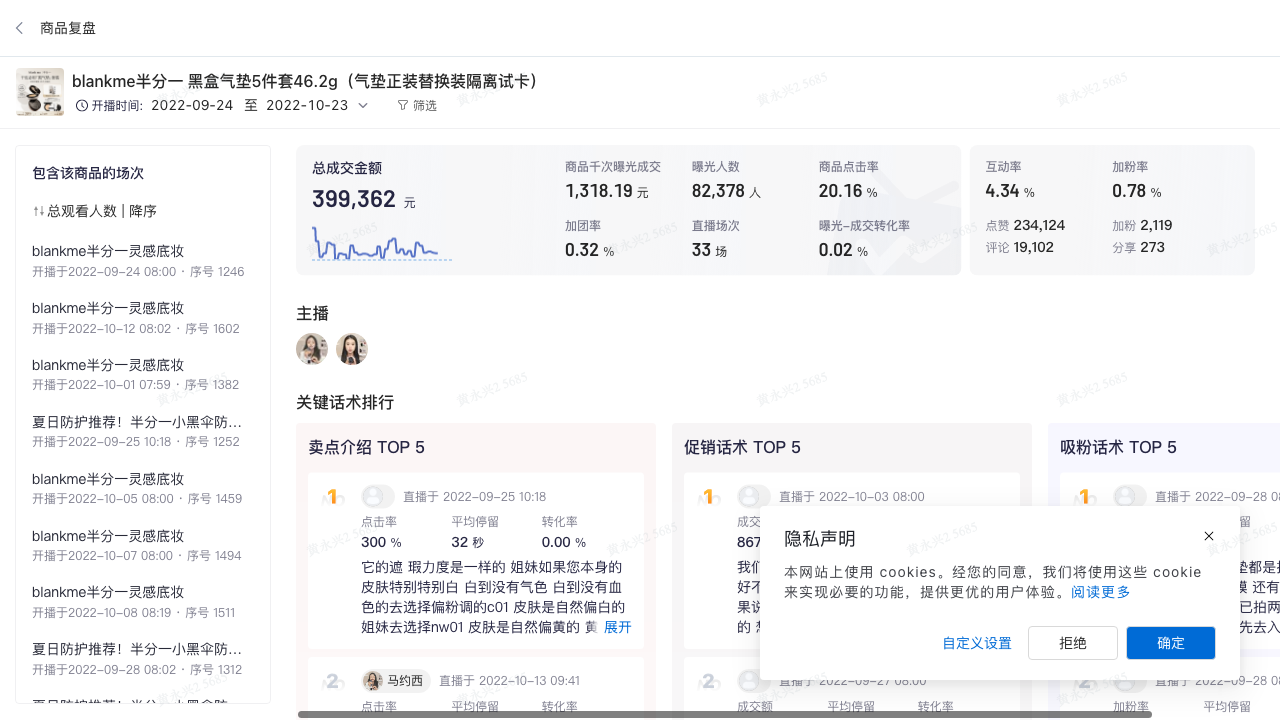 商品复盘
blankme半分一 黑盒气垫5件套46.2g（气垫正装替换装隔离试卡）
开播时间: 2022-09-24 至 2022-10-23 筛选
包含该商品的场次
总观看人数 | 降序
blankme半分一灵感底妆
开播于2022-09-24 08:00 · 序号 1246
blankme半分一灵感底妆
开播于2022-10-12 08:02 · 序号 1602
blankme半分一灵感底妆
开播于2022-10-01 07:59 · 序号 1382
夏日防护推荐！半分一小黑伞防...
开播于2022-09-25 10:18 · 序号 1252
blankme半分一灵感底妆
开播于2022-10-05 08:00 · 序号 1459
blankme半分一灵感底妆
开播于2022-10-07 08:00 · 序号 1494
blankme半分一灵感底妆
开播于2022-10-08 08:19 · 序号 1511
夏日防护推荐！半分一小黑伞防...
开播于2022-09-28 08:02 · 序号 1312
总成交金额
399,362 元
商品千次曝光成交 曝光人数 商品点击率
1,318.19 元 82,378 人 20.16 %
加团率 直播场次 曝光-成交转化率
0.32 % 33 场 0.02 %
互动率 加粉率
4.34 % 0.78 %
点赞 234,124 加粉 2,119
评论 19,102 分享 273
主播
关键话术排行
卖点介绍 TOP 5
1 直播于 2022-09-25 10:18
点击率 平均停留 转化率
300 % 32 秒 0.00 %
它的遮 瑕力度是一样的 姐妹如果您本身的
皮肤特别特别白 白到没有气色 白到没有血
色的去选择偏粉调的c01 皮肤是自然偏白的
姐妹去选择nw01 皮肤是自然偏黄的 黄 展开
2 马约西 直播于 2022-10-13 09:41
点击率 平均停留 转化率
促销话术 TOP 5
1 直播于 2022-10-03 08:00
成交
867
我们
好不
果说
的
2 直播于 2022-09-27 08:00
成交额 平均停留 转化率
吸粉话术 TOP 5
1 直播于 2022-09-28 08
留
垫都是
还有
已拍两
先去入
2 直播于 2022-09-28 08
加粉率 平均停留
隐私声明
本网站上使用 cookies。经您的同意，我们将使用这些 cookie
来实现必要的功能，提供更优的用户体验。阅读更多
自定义设置 拒绝 确定
黄永兴2 5685